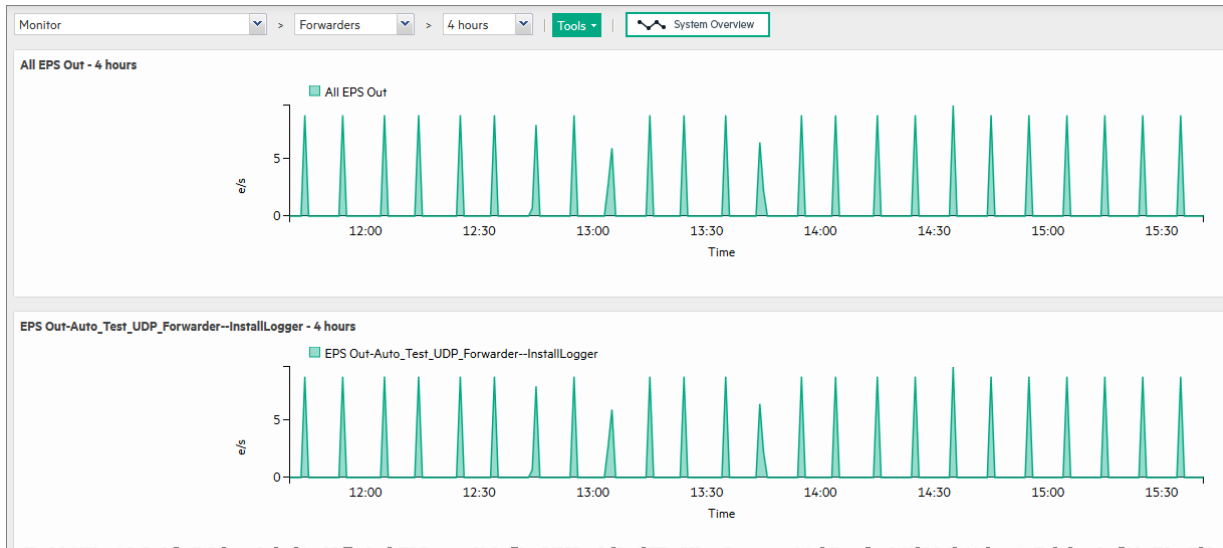 Monitor > Forwarders > 4 hours | Tools | System Overview
All EPS Out - 4 hours
All EPS Out
5
e/s
0
12:00 12:30 13:00 13:30 14:00 14:30 15:00 15:30
Time
EPS Out-Auto_Test_UDP_Forwarder--InstallLogger - 4 hours
EPS Out-Auto_Test_UDP_Forwarder--InstallLogger
5
e/s
0
12:00 12:30 13:00 13:30 14:00 14:30 15:00 15:30
Time